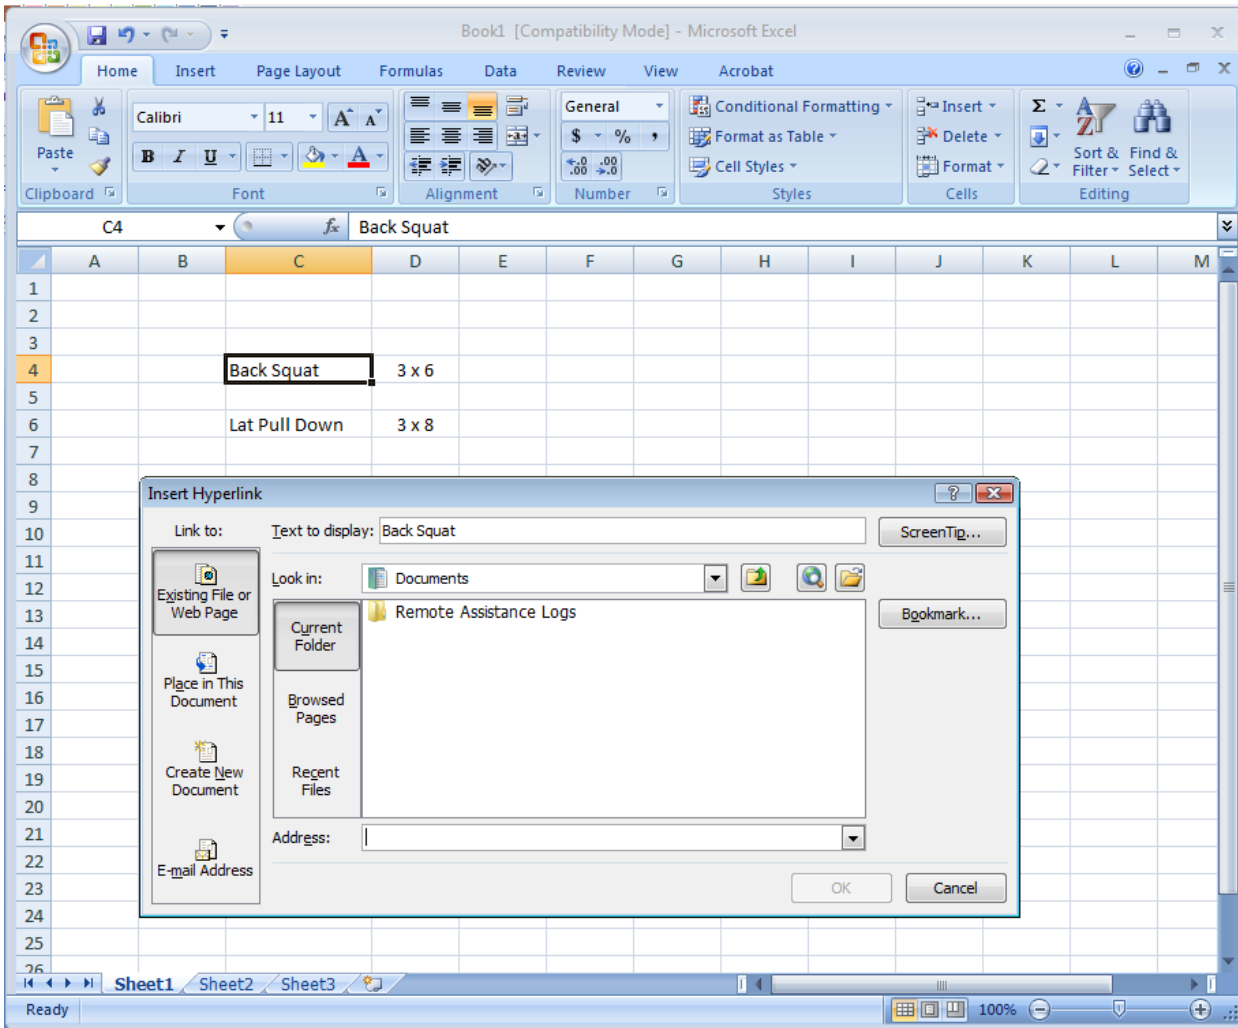 Book1 [Compatibility Mode] - Microsoft Excel
Home Insert Page Layout Formulas Data Review View Acrobat
Calibri 11 A A General Conditional Formatting Insert Σ A Z
Paste B I U A $ % , Format as Table Delete Sort & Filter Find & Select
.0 .00 .00 .0 Cell Styles Format
Clipboard Font Alignment Number Styles Cells Editing
C4 fx Back Squat
A B C D E F G H I J K L M
1
2
3
4 Back Squat 3 x 6
5
6 Lat Pull Down 3 x 8
7
8
Insert Hyperlink ?
9
10 Link to: Text to display: Back Squat ScreenTip...
11
12 Existing File or Web Page Look in: Documents
13 Current Folder Remote Assistance Logs Bookmark...
14
15
16 Place in This Document Browsed Pages
17
18
19 Create New Document Recent Files
20
21 Address:
22 E-mail Address
23 OK Cancel
24
25
26
Sheet1 Sheet2 Sheet3
Ready 100%